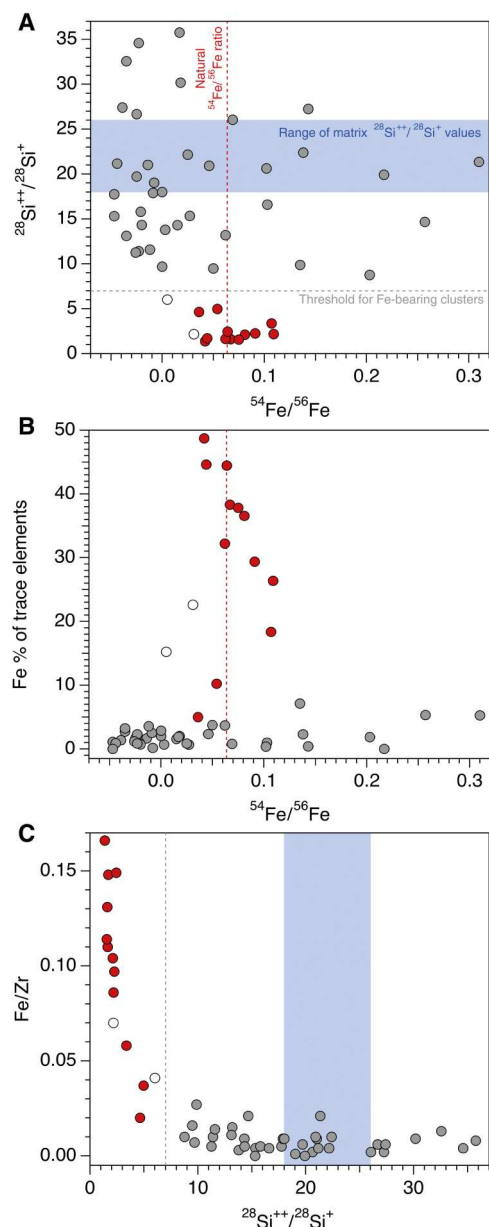 A
35
30
25
20
15
10
5
0
²⁸Si⁺⁺/²⁸Si⁺
Natural
⁵⁴Fe/⁵⁶Fe ratio
Range of matrix ²⁸Si⁺⁺/²⁸Si⁺ values
Threshold for Fe-bearing clusters
0.0 0.1 0.2 0.3
⁵⁴Fe/⁵⁶Fe
B
50
40
30
20
10
0
Fe % of trace elements
0.0 0.1 0.2 0.3
⁵⁴Fe/⁵⁶Fe
C
0.15
0.10
0.05
0.00
Fe/Zr
0 10 20 30
²⁸Si⁺⁺/²⁸Si⁺